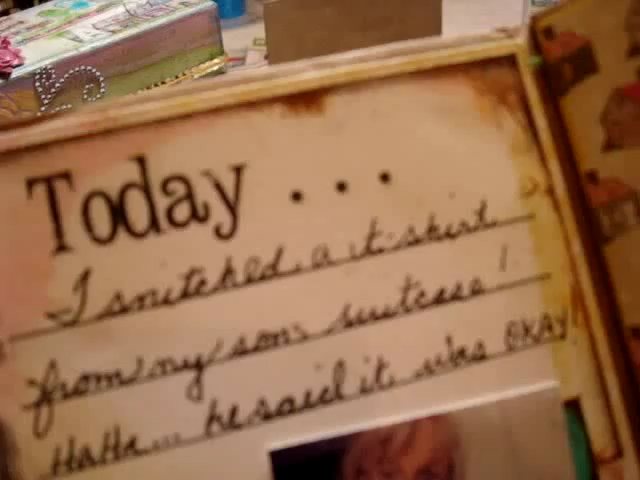 Today...
I snitched a t-shirt
from my sons suitcase!
HaHa... he said it was OKAY!